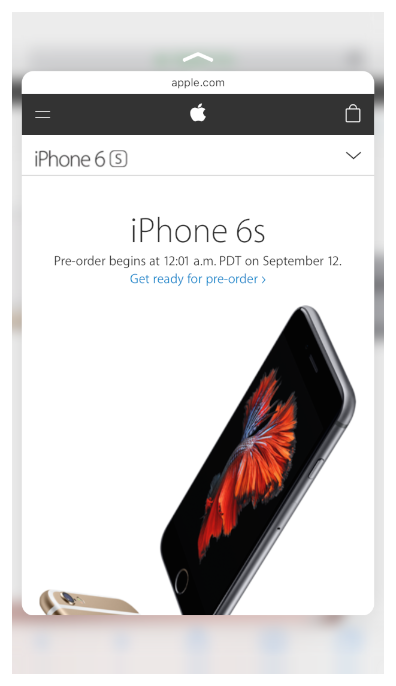 apple.com
iPhone 6 S
iPhone 6s
Pre-order begins at 12:01 a.m. PDT on September 12.
Get ready for pre-order ›